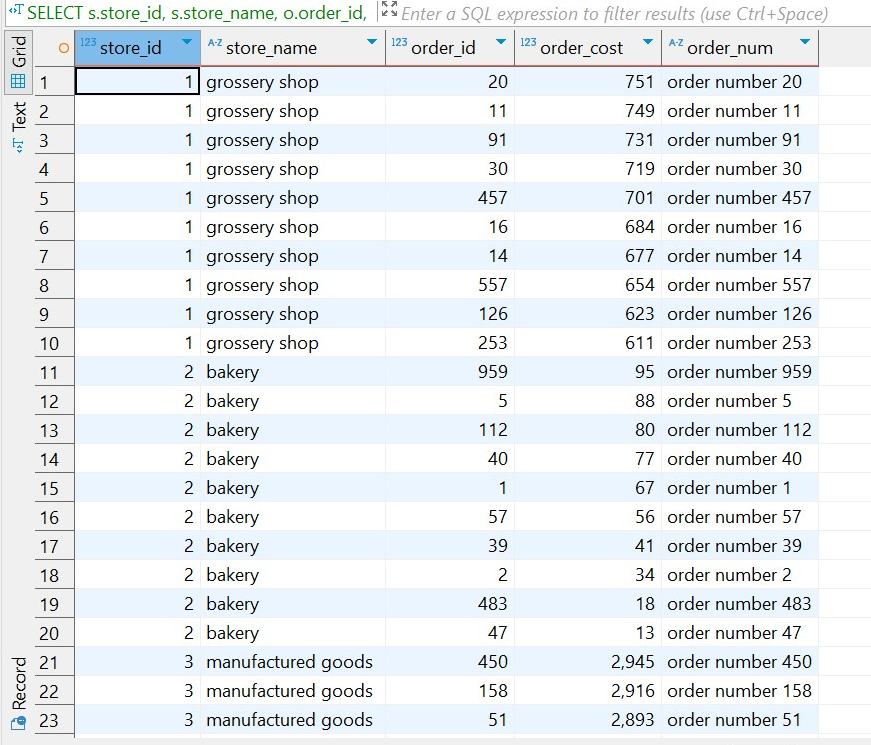 SELECT s.store_id, s.store_name, o.order_id, Enter a SQL expression to filter results (use Ctrl+Space)
Grid
Text
Record
123 store_id A-Z store_name 123 order_id 123 order_cost A-Z order_num
1 1 grossery shop 20 751 order number 20
2 1 grossery shop 11 749 order number 11
3 1 grossery shop 91 731 order number 91
4 1 grossery shop 30 719 order number 30
5 1 grossery shop 457 701 order number 457
6 1 grossery shop 16 684 order number 16
7 1 grossery shop 14 677 order number 14
8 1 grossery shop 557 654 order number 557
9 1 grossery shop 126 623 order number 126
10 1 grossery shop 253 611 order number 253
11 2 bakery 959 95 order number 959
12 2 bakery 5 88 order number 5
13 2 bakery 112 80 order number 112
14 2 bakery 40 77 order number 40
15 2 bakery 1 67 order number 1
16 2 bakery 57 56 order number 57
17 2 bakery 39 41 order number 39
18 2 bakery 2 34 order number 2
19 2 bakery 483 18 order number 483
20 2 bakery 47 13 order number 47
21 3 manufactured goods 450 2,945 order number 450
22 3 manufactured goods 158 2,916 order number 158
23 3 manufactured goods 51 2,893 order number 51